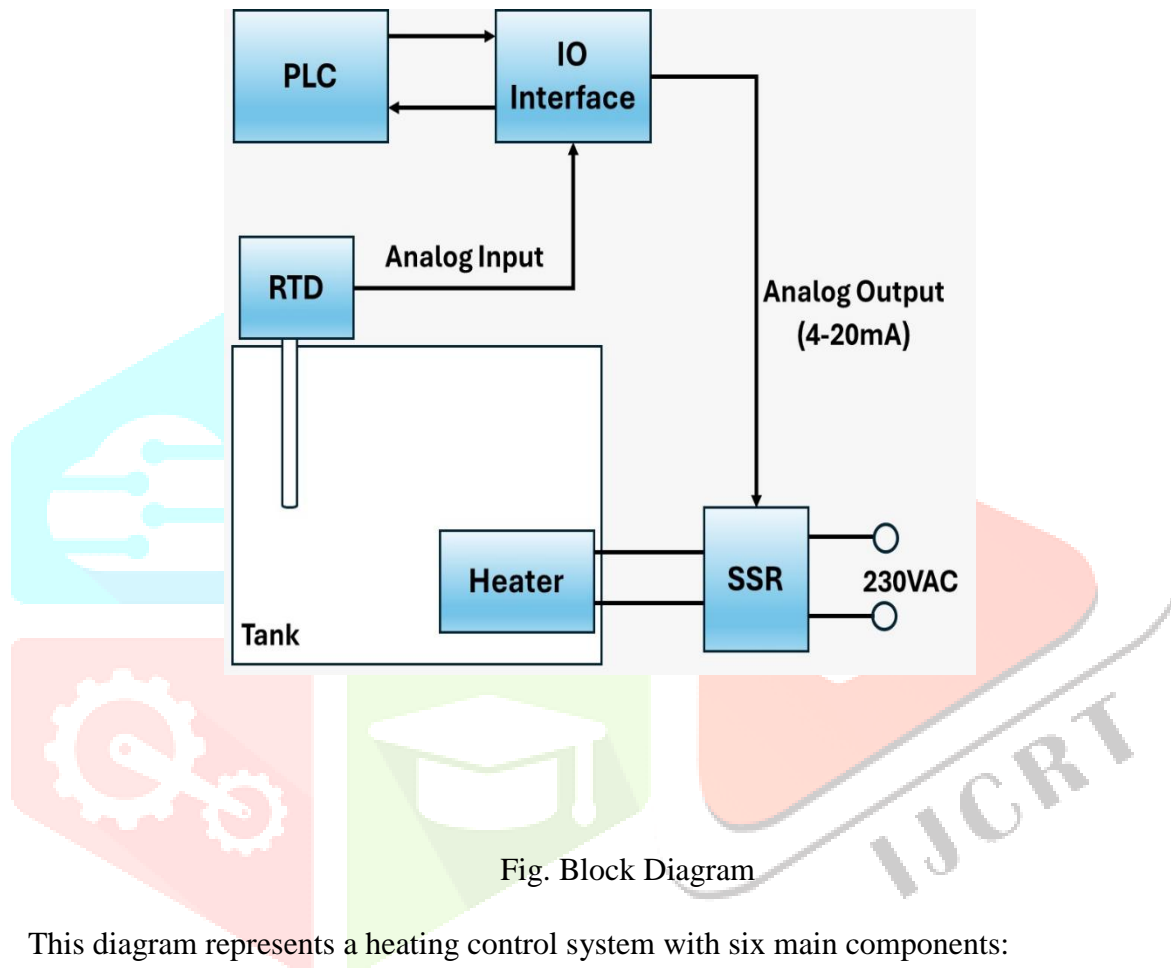 PLC
IO
Interface
RTD
Analog Input
Analog Output
(4-20mA)
Heater
SSR
230VAC
Tank
IJCRT
Fig. Block Diagram
This diagram represents a heating control system with six main components: